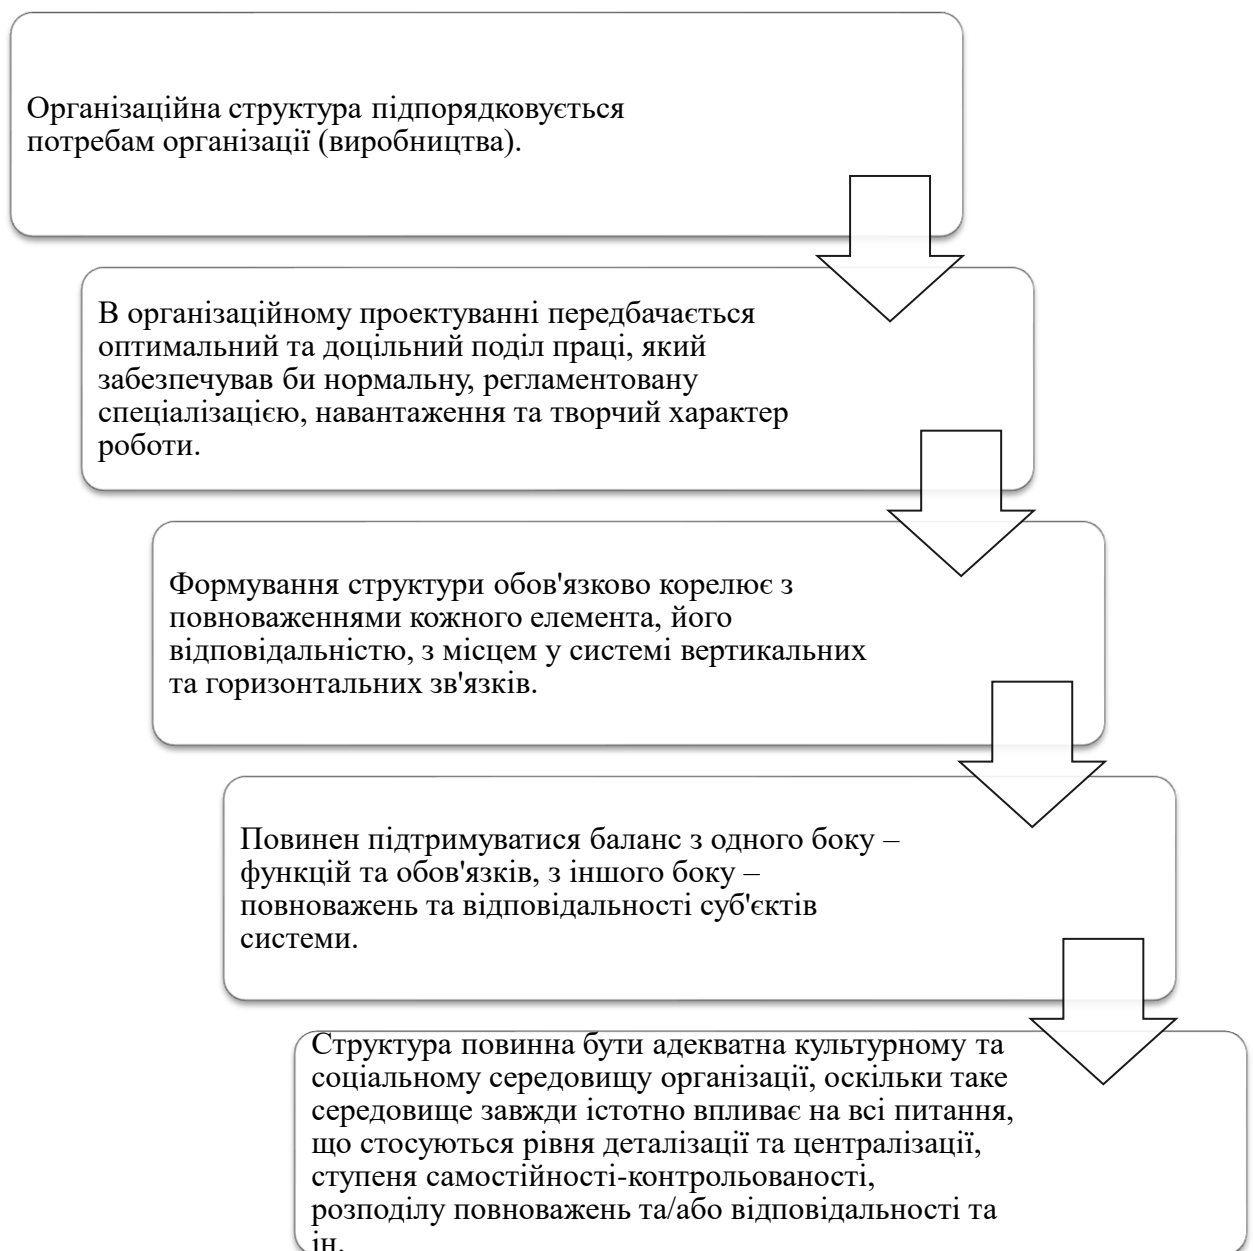 Організаційна структура підпорядковується
потребам організації (виробництва).
В організаційному проектуванні передбачається
оптимальний та доцільний поділ праці, який
забезпечував би нормальну, регламентовану
спеціалізацією, навантаження та творчий характер
роботи.
Формування структури обов'язково корелює з
повноваженнями кожного елемента, його
відповідальністю, з місцем у системі вертикальних
та горизонтальних зв'язків.
Повинен підтримуватися баланс з одного боку –
функцій та обов'язків, з іншого боку –
повноважень та відповідальності суб'єктів
системи.
Структура повинна бути адекватна культурному та
соціальному середовищу організації, оскільки таке
середовище завжди істотно впливає на всі питання,
що стосуються рівня деталізації та централізації,
ступеня самостійності-контрольованості,
розподілу повноважень та/або відповідальності та
ін.